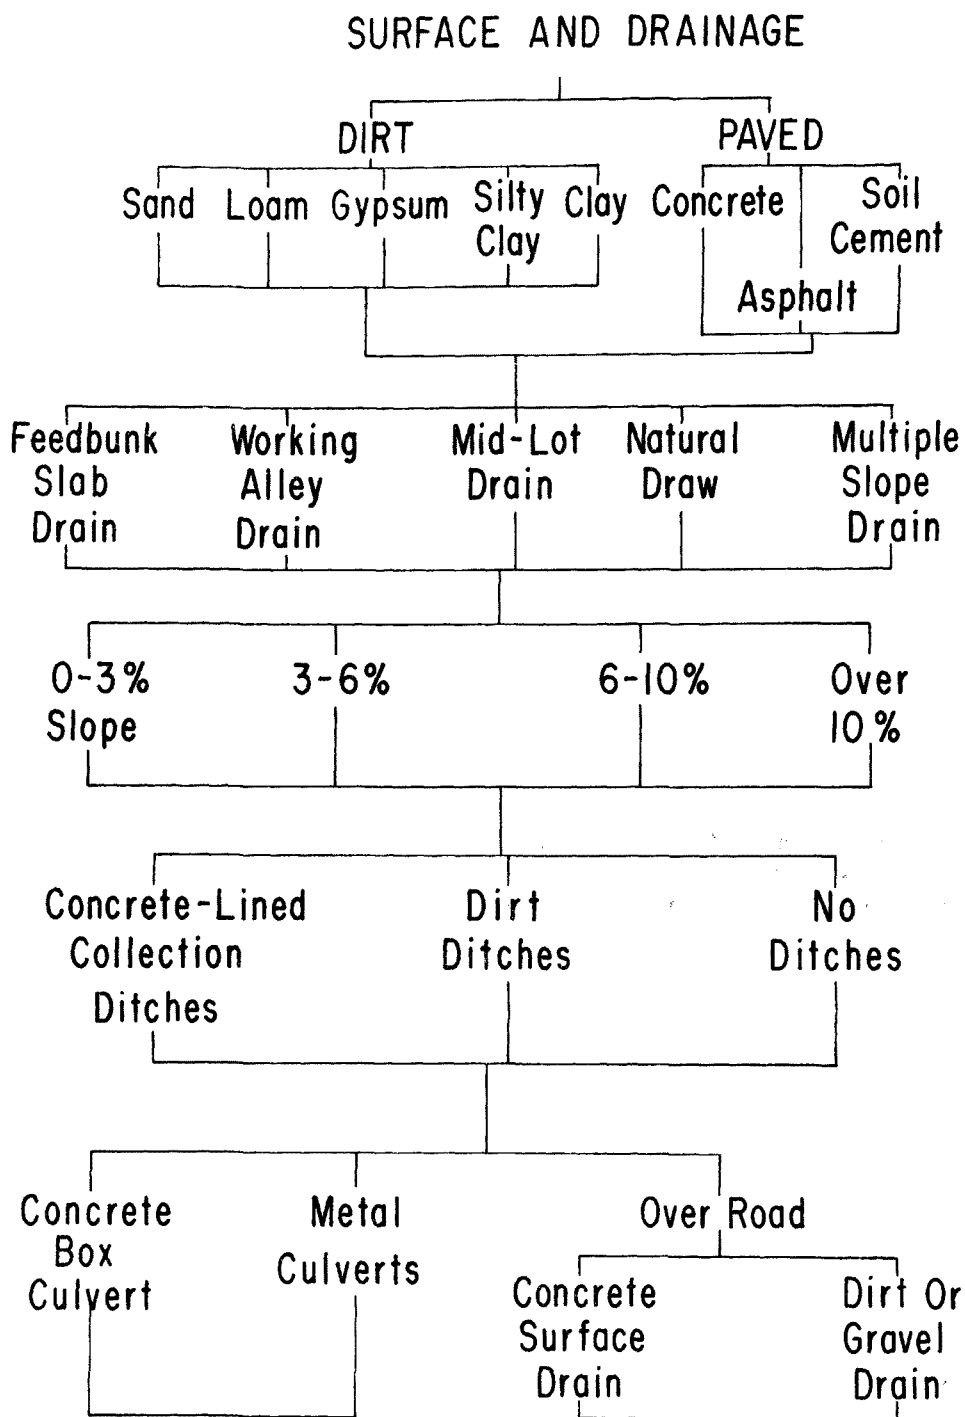 SURFACE AND DRAINAGE
DIRT
PAVED
Sand
Loam
Gypsum
Silty
Clay
Clay
Concrete
Asphalt
Soil
Cement
Feedbunk
Slab
Drain
Working
Alley
Drain
Mid-Lot
Drain
Natural
Draw
Multiple
Slope
Drain
0-3%
Slope
3-6%
6-10%
Over
10%
Concrete-Lined
Collection
Ditches
Dirt
Ditches
No
Ditches
Concrete
Box
Culvert
Metal
Culverts
Over Road
Concrete
Surface
Drain
Dirt Or
Gravel
Drain